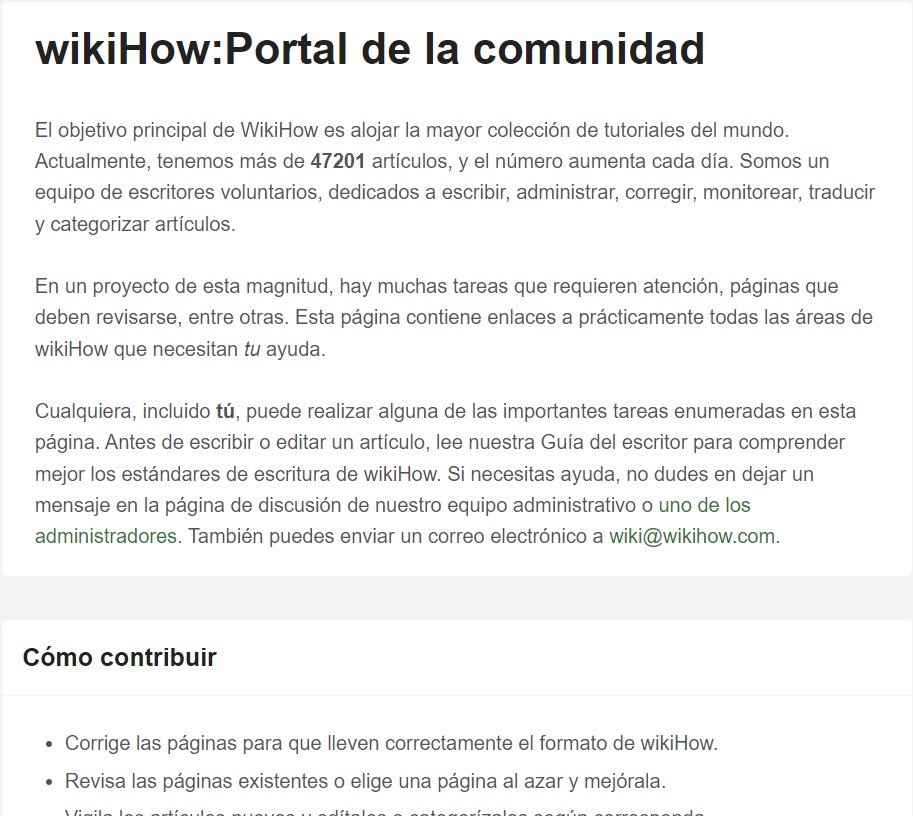 wikiHow:Portal de la comunidad
El objetivo principal de WikiHow es alojar la mayor colección de tutoriales del mundo.
Actualmente, tenemos más de 47201 artículos, y el número aumenta cada día. Somos un
equipo de escritores voluntarios, dedicados a escribir, administrar, corregir, monitorear, traducir
y categorizar artículos.
En un proyecto de esta magnitud, hay muchas tareas que requieren atención, páginas que
deben revisarse, entre otras. Esta página contiene enlaces a prácticamente todas las áreas de
wikiHow que necesitan tu ayuda.
Cualquiera, incluido tú, puede realizar alguna de las importantes tareas enumeradas en esta
página. Antes de escribir o editar un artículo, lee nuestra Guía del escritor para comprender
mejor los estándares de escritura de wikiHow. Si necesitas ayuda, no dudes en dejar un
mensaje en la página de discusión de nuestro equipo administrativo o uno de los
administradores. También puedes enviar un correo electrónico a wiki@wikihow.com.
Cómo contribuir
• Corrige las páginas para que lleven correctamente el formato de wikiHow.
• Revisa las páginas existentes o elige una página al azar y mejórala.
Vigila los artículos nuevos y edítalos o categorízalos según corresponda.